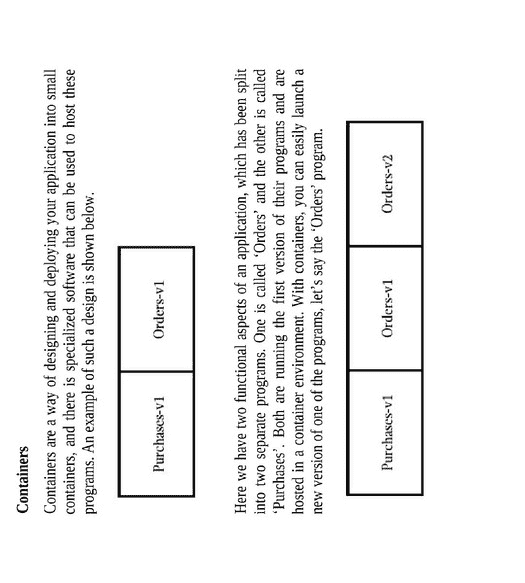 Containers
Containers are a way of designing and deploying your application into small
containers, and there is specialized software that can be used to host these
programs. An example of such a design is shown below.
Purchases-v1 Orders-v1
Here we have two functional aspects of an application, which has been split
into two separate programs. One is called ‘Orders’ and the other is called
‘Purchases’. Both are running the first version of their programs and are
hosted in a container environment. With containers, you can easily launch a
new version of one of the programs, let’s say the ‘Orders’ program.
Purchases-v1 Orders-v1 Orders-v2